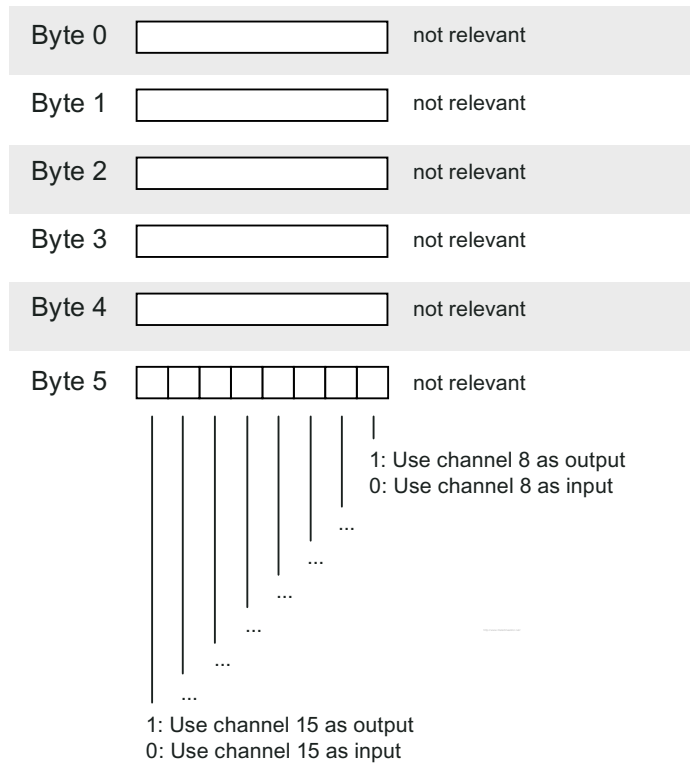 Byte 0 not relevant
Byte 1 not relevant
Byte 2 not relevant
Byte 3 not relevant
Byte 4 not relevant
Byte 5 not relevant
1: Use channel 8 as output
0: Use channel 8 as input
...
...
...
...
...
...
1: Use channel 15 as output
0: Use channel 15 as input